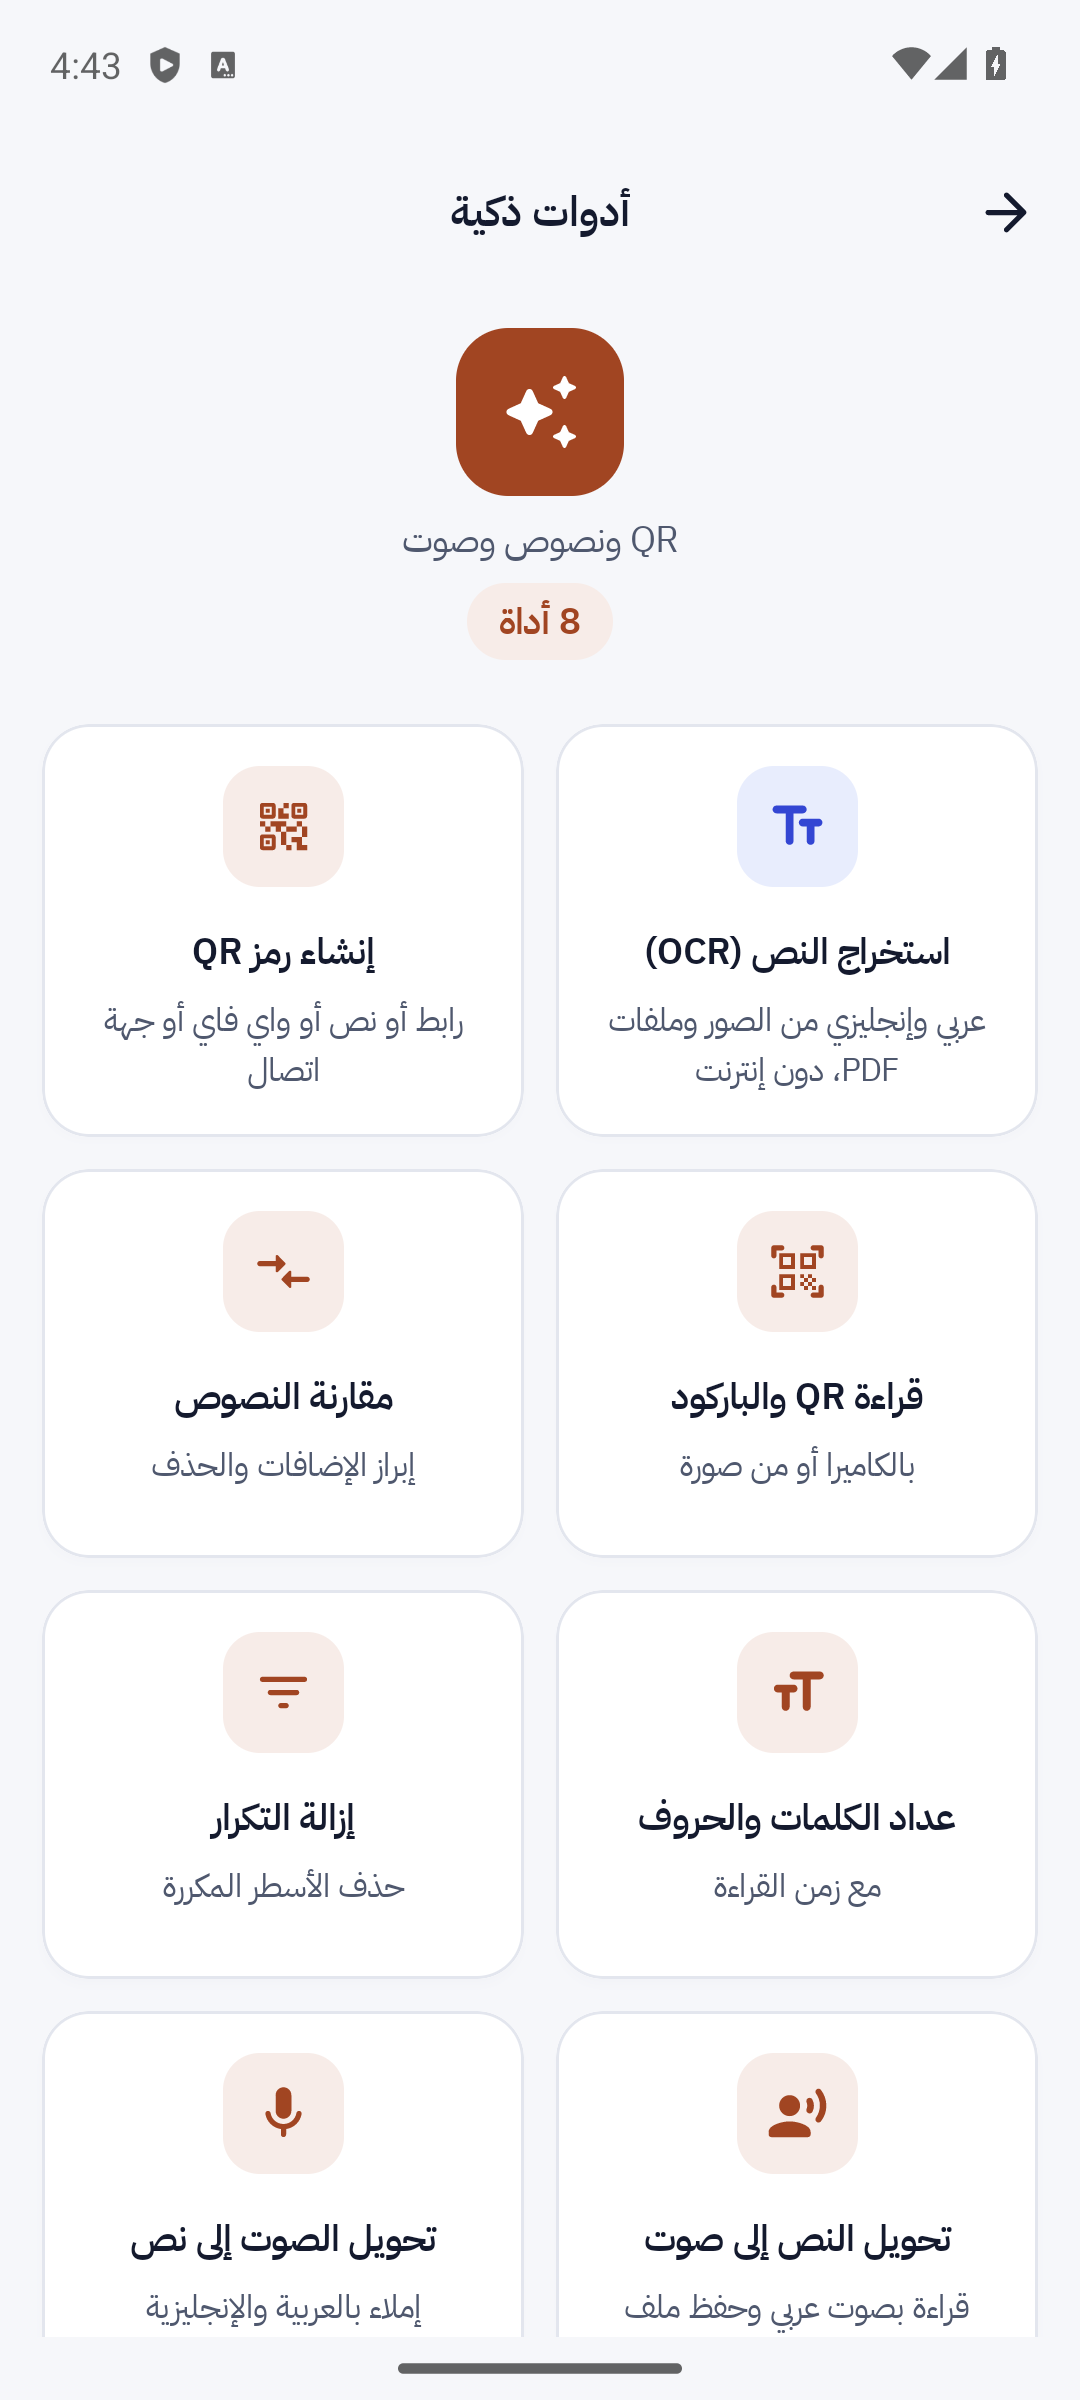 4:43
أدوات ذكية
QR ونصوص وصوت
8 أداة
استخراج النص (OCR)
عربي وإنجليزي من الصور وملفات
PDF، دون إنترنت
إنشاء رمز QR
رابط أو نص أو واي فاي أو جهة
اتصال
قراءة QR والباركود
بالكاميرا أو من صورة
مقارنة النصوص
إبراز الإضافات والحذف
عداد الكلمات والحروف
مع زمن القراءة
إزالة التكرار
حذف الأسطر المكررة
تحويل النص إلى صوت
قراءة بصوت عربي وحفظ ملف
تحويل الصوت إلى نص
إملاء بالعربية والإنجليزية